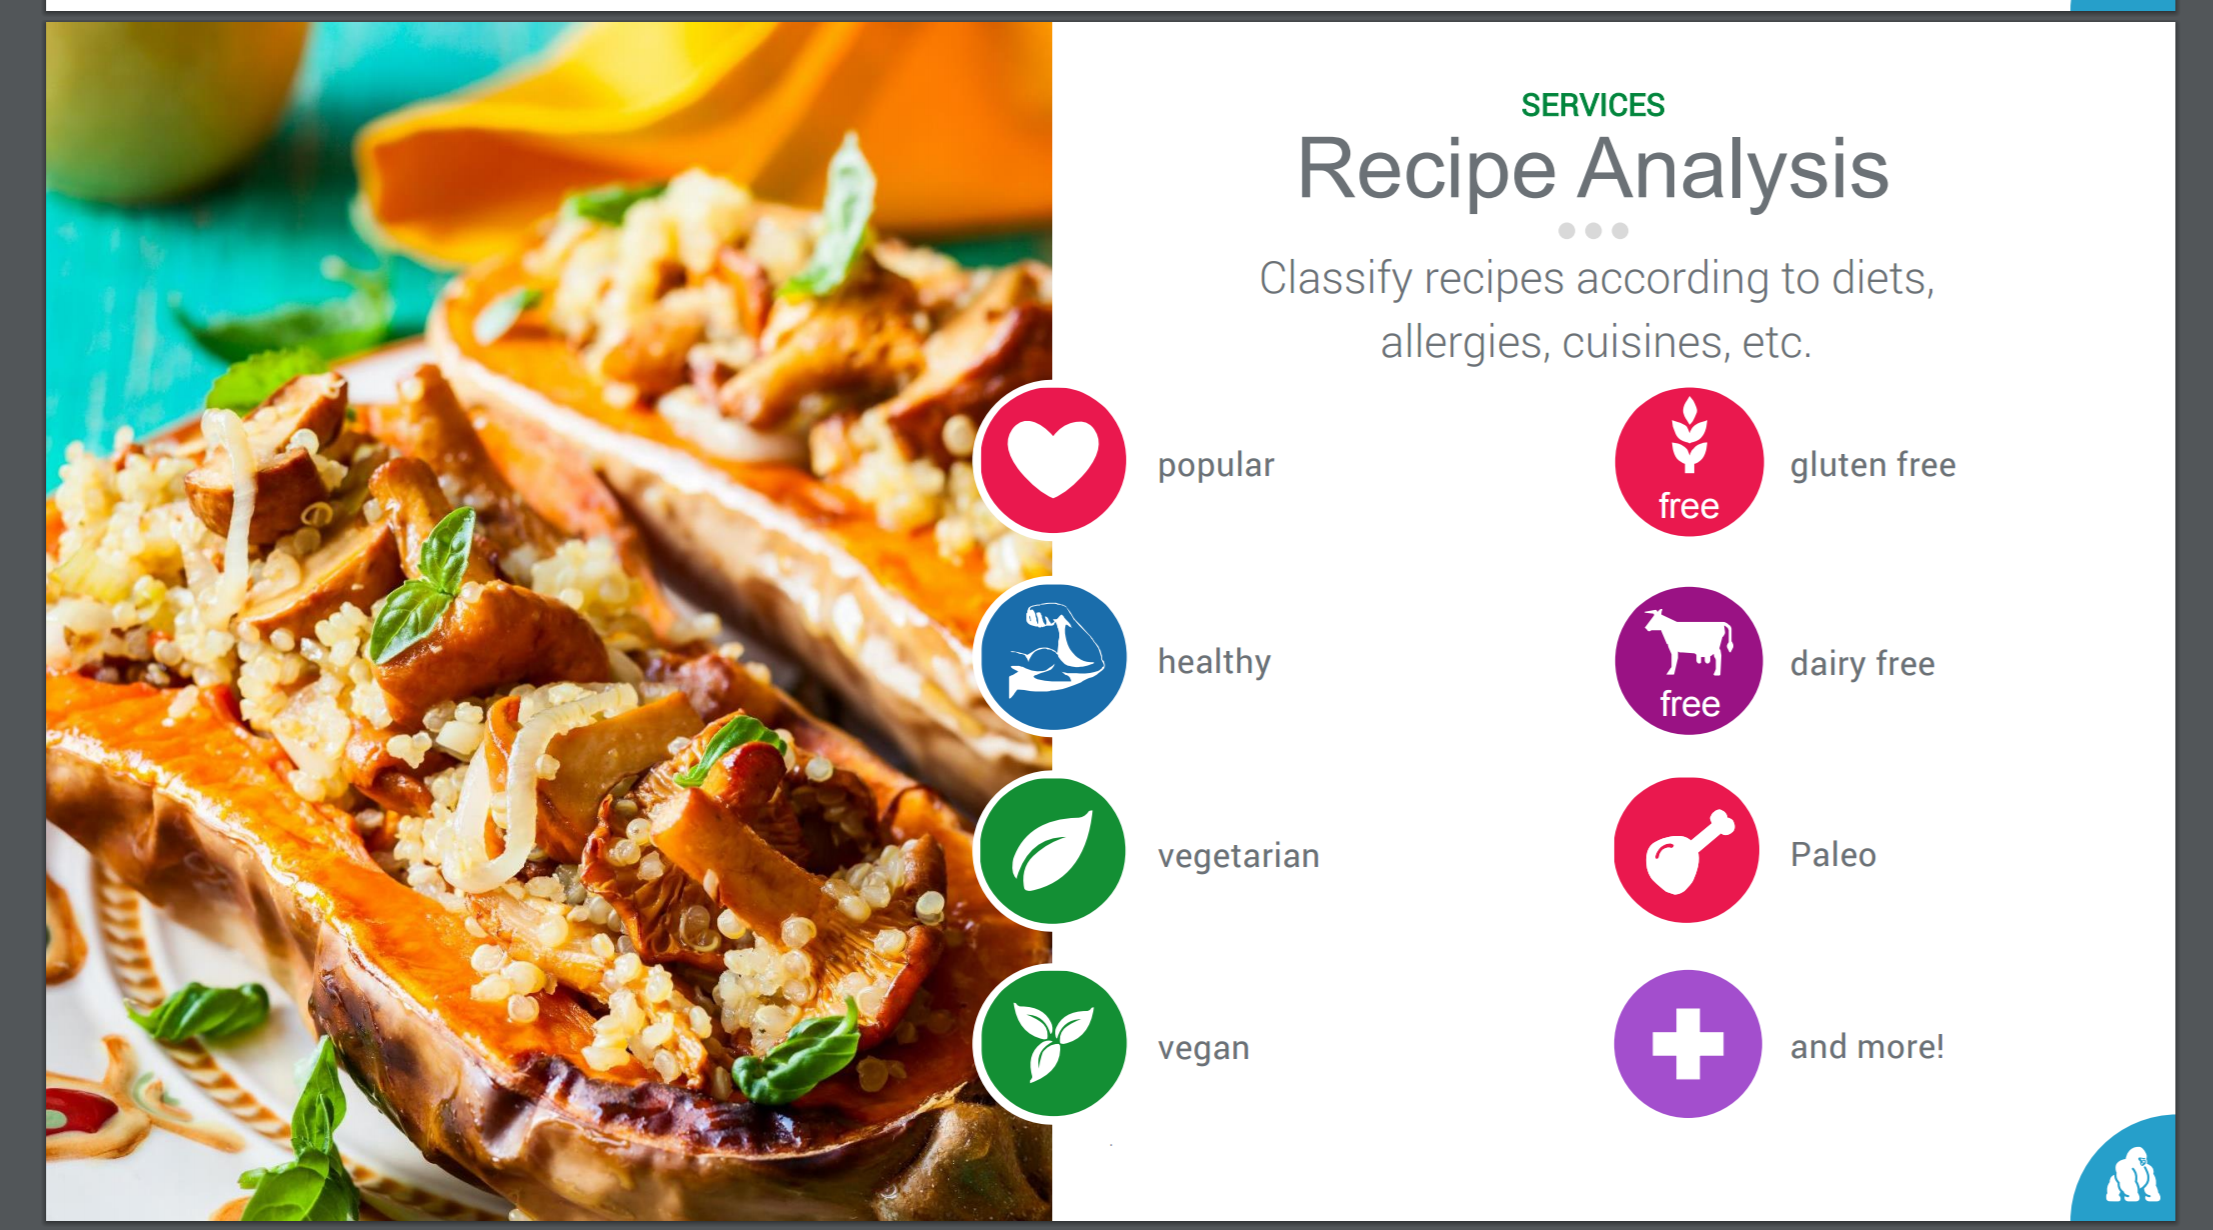 SERVICES
Recipe Analysis
Classify recipes according to diets,
allergies, cuisines, etc.
popular
healthy
vegetarian
vegan
free
gluten free
free
dairy free
Paleo
and more!